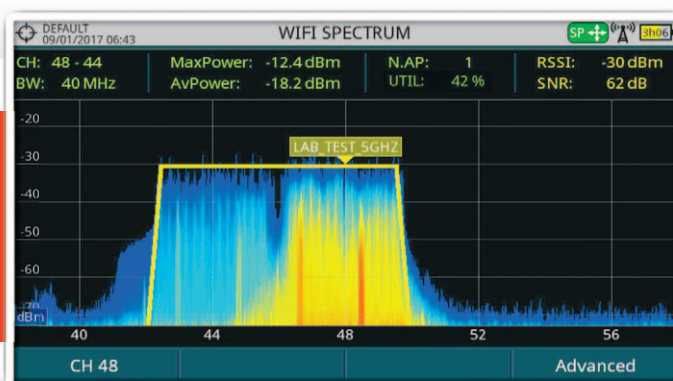 DEFAULT
09/01/2017 06:43
WIFI SPECTRUM
SP
3h06
CH: 48 - 44
MaxPower: -12.4 dBm
N.AP: 1
RSSI: -30 dBm
BW: 40 MHz
AvPower: -18.2 dBm
UTIL: 42 %
SNR: 62 dB
-20
LAB_TEST_5GHZ
-30
-40
-50
-60
-70
dBm
40 44 48 52 56
CH 48
Advanced